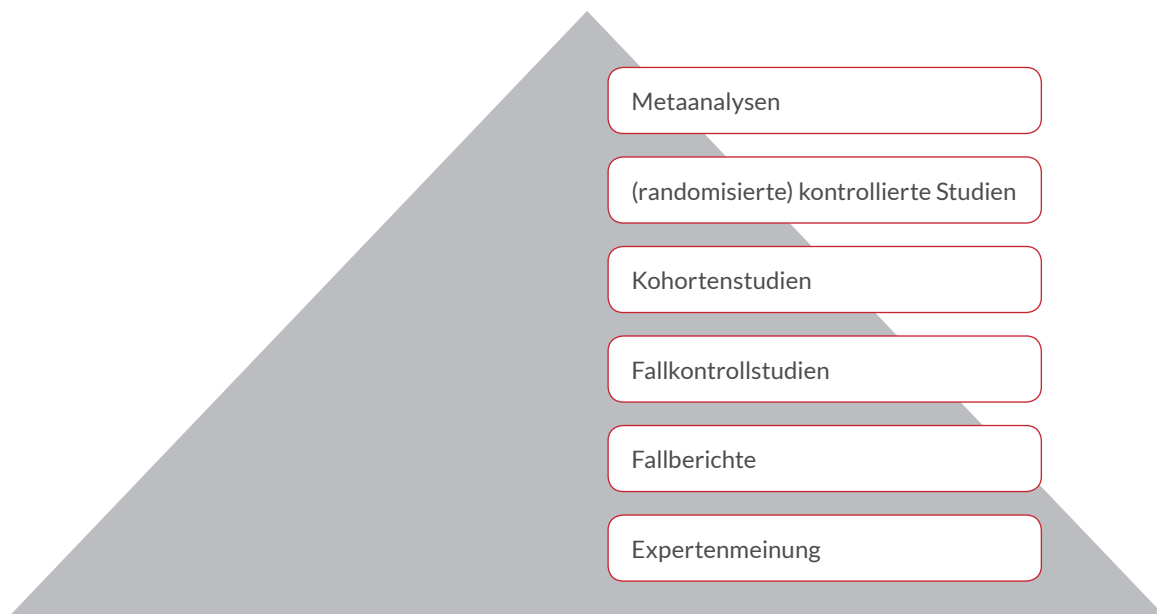 Metaanalysen
(randomisierte) kontrollierte Studien
Kohortenstudien
Fallkontrollstudien
Fallberichte
Expertenmeinung